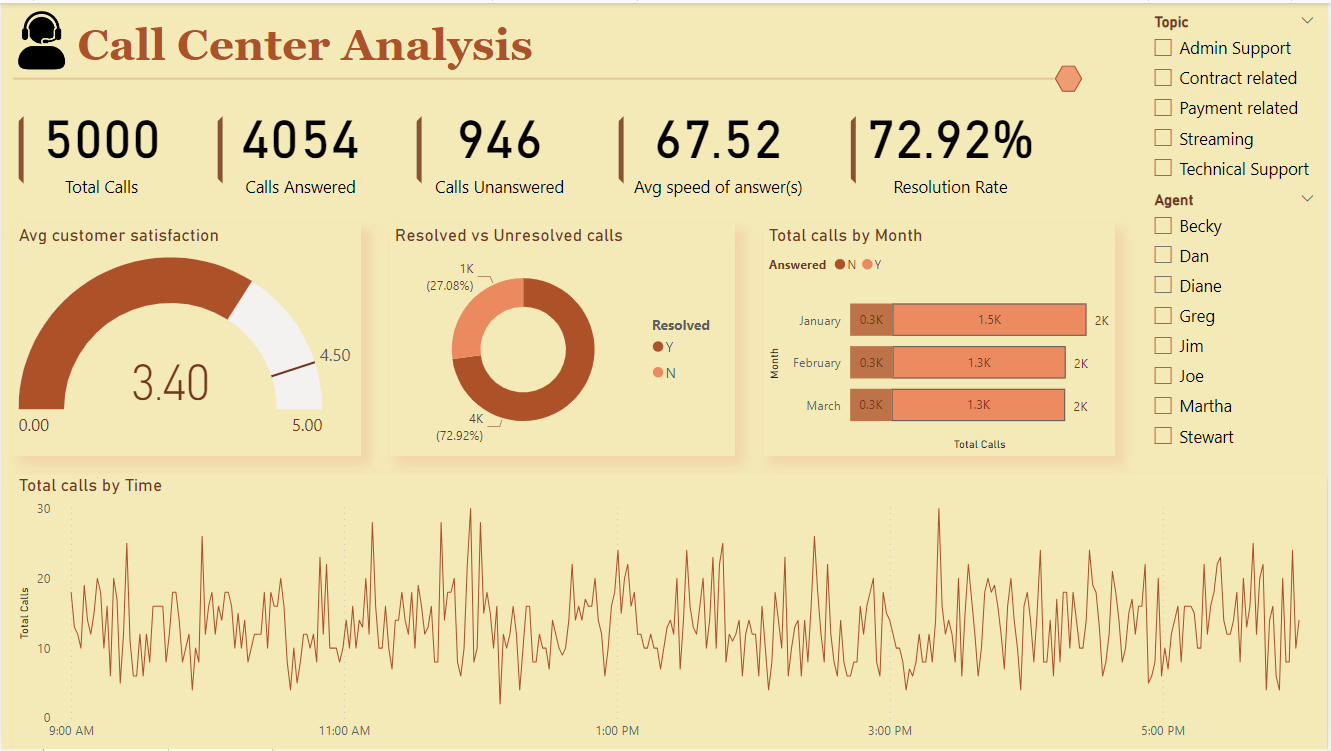 Call Center Analysis
5000
Total Calls
4054
Calls Answered
946
Calls Unanswered
67.52
Avg speed of answer(s)
72.92%
Resolution Rate
Topic
Admin Support
Contract related
Payment related
Streaming
Technical Support
Agent
Becky
Dan
Diane
Greg
Jim
Joe
Martha
Stewart
Avg customer satisfaction
3.40
4.50
0.00
5.00
Resolved vs Unresolved calls
1K
(27.08%)
4K
(72.92%)
Resolved
Y
N
Total calls by Month
Answered N Y
January 0.3K 1.5K 2K
February 0.3K 1.3K 2K
March 0.3K 1.3K 2K
Month
Total Calls
Total calls by Time
30
20
10
0
Total Calls
9:00 AM 11:00 AM 1:00 PM 3:00 PM 5:00 PM